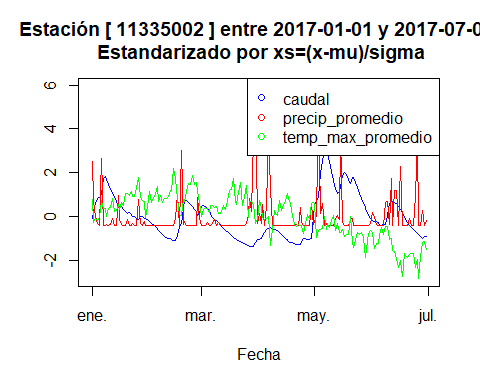 Estación [ 11335002 ] entre 2017-01-01 y 2017-07-0
Estandarizado por xs=(x-mu)/sigma
caudal
precip_promedio
temp_max_promedio
6
4
2
0
-2
ene.
mar.
may.
jul.
Fecha